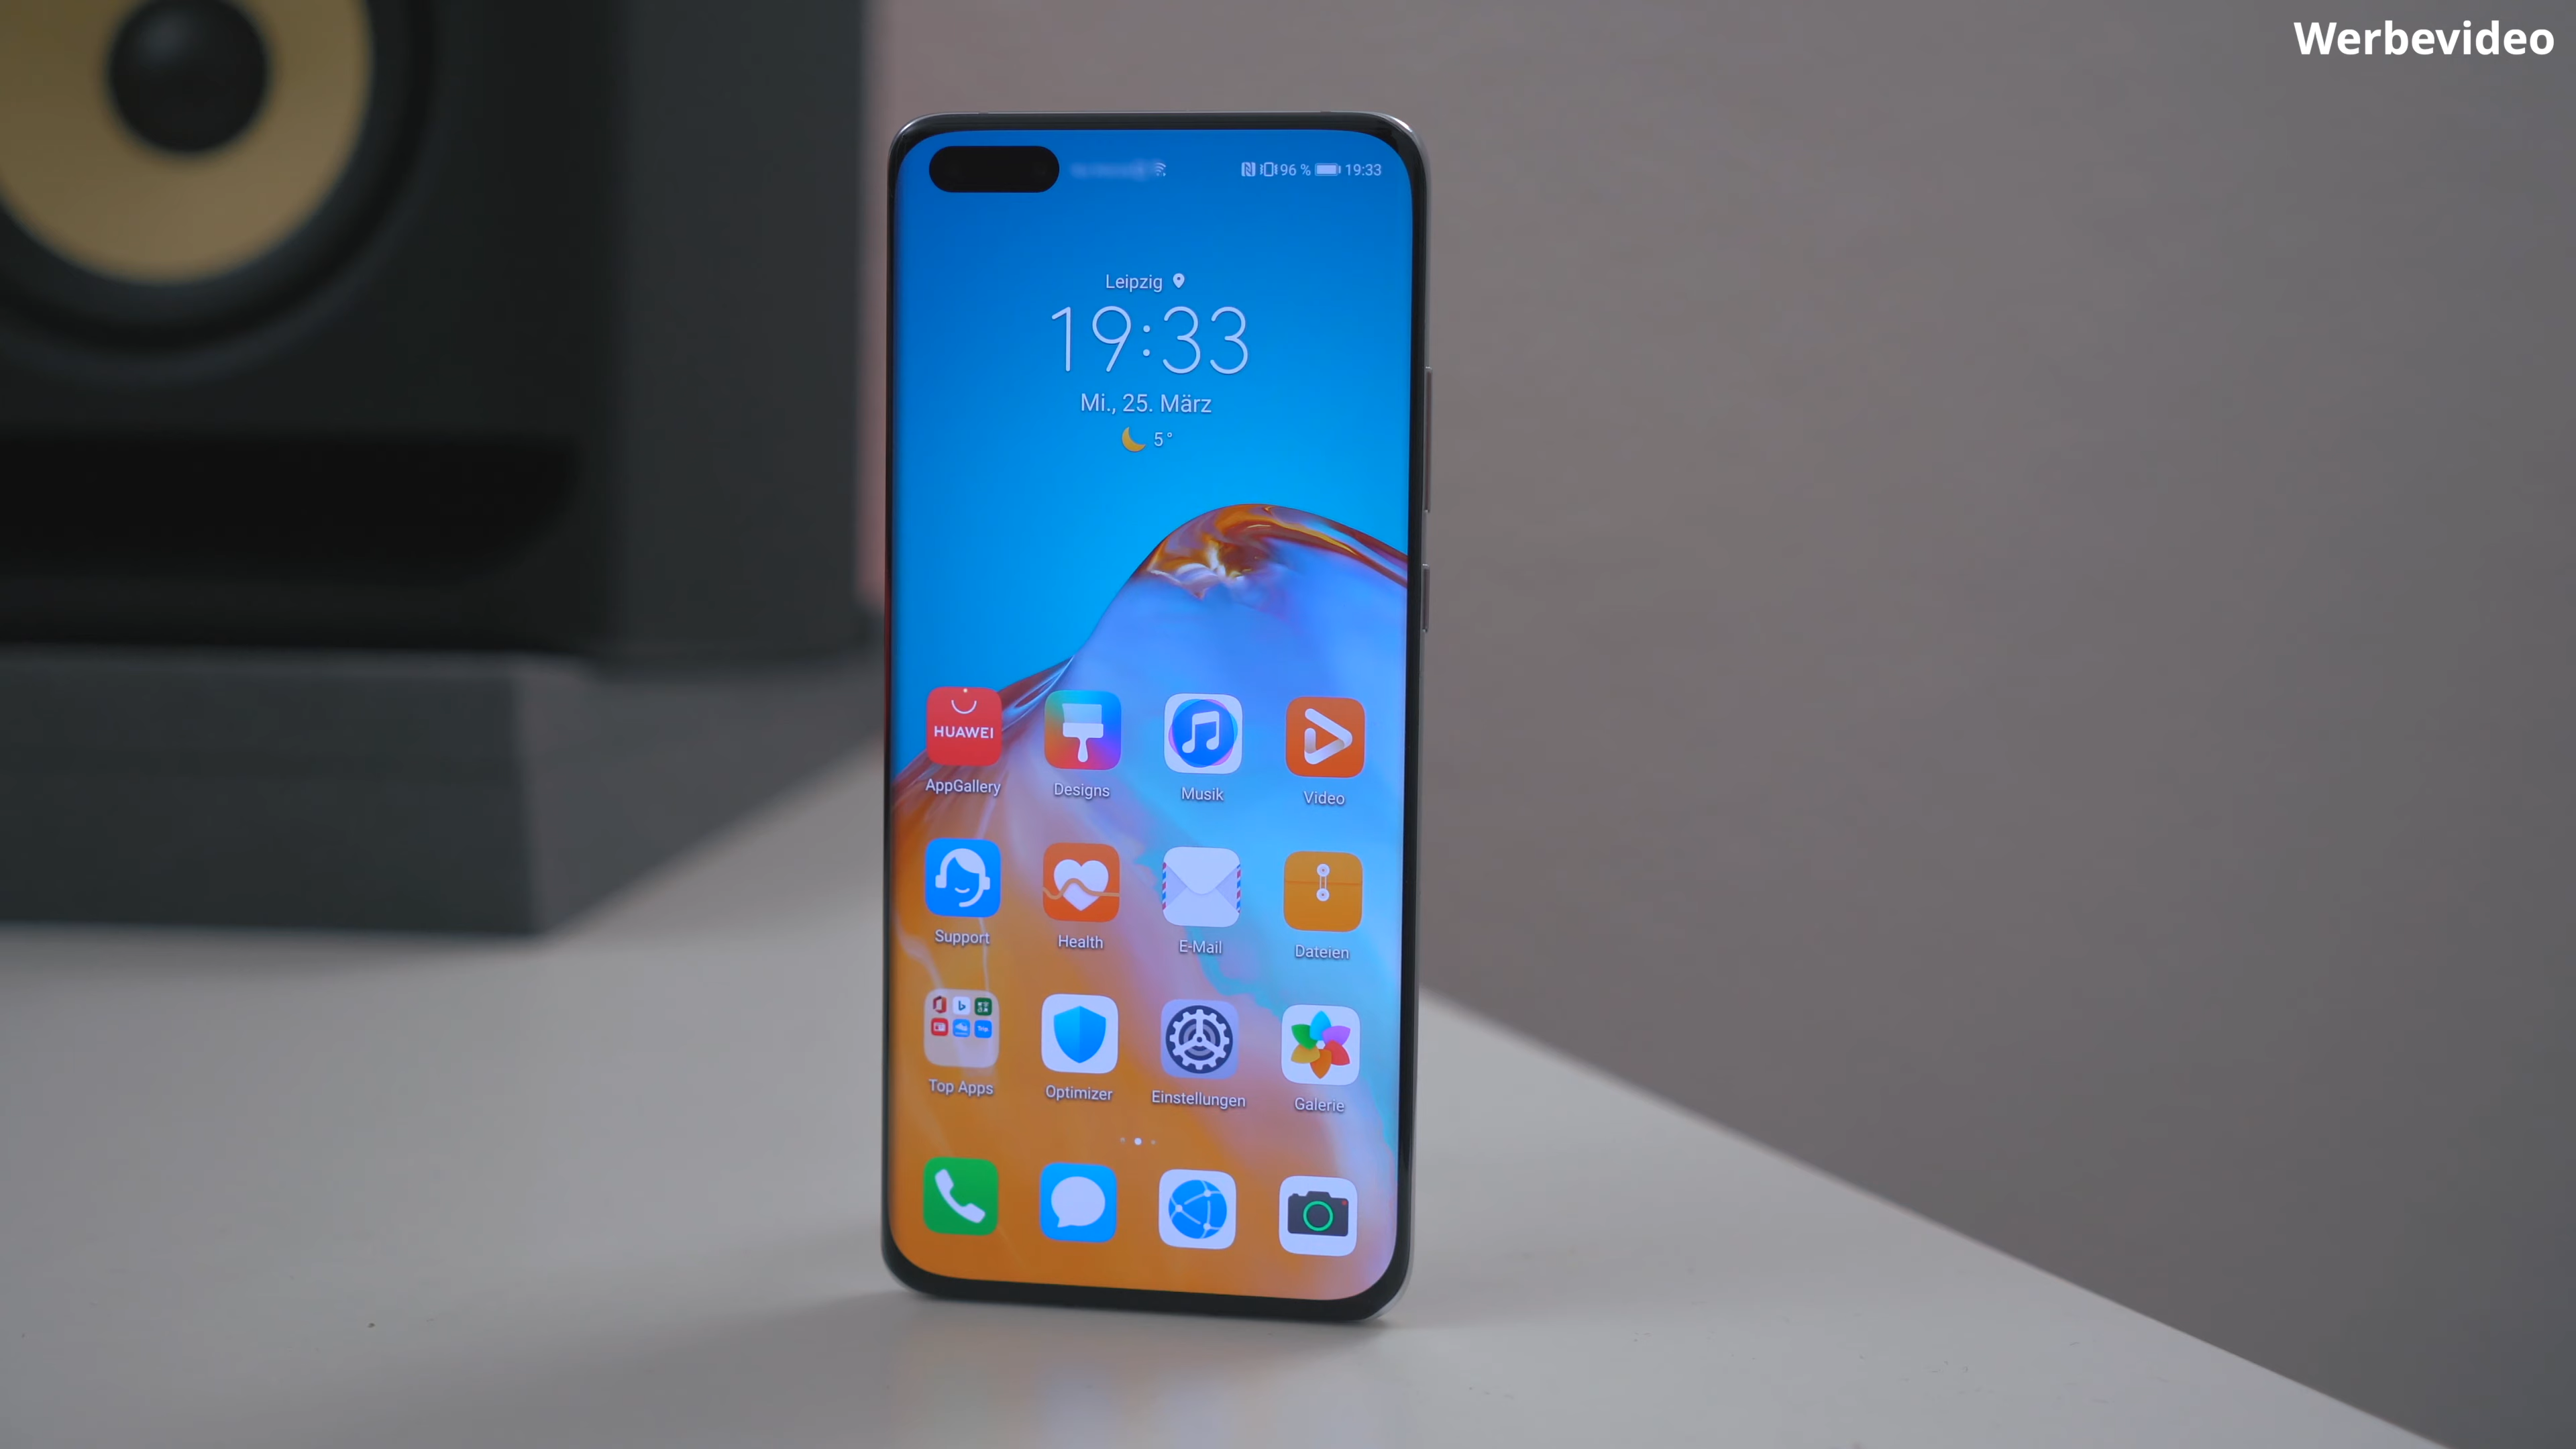 Werbevideo
96 % 19:33
Leipzig
19:33
Mi., 25. März
5°
HUAWEI
AppGallery Designs Musik Video
Support Health E-Mail Dateien
Top Apps Optimizer Einstellungen Galerie